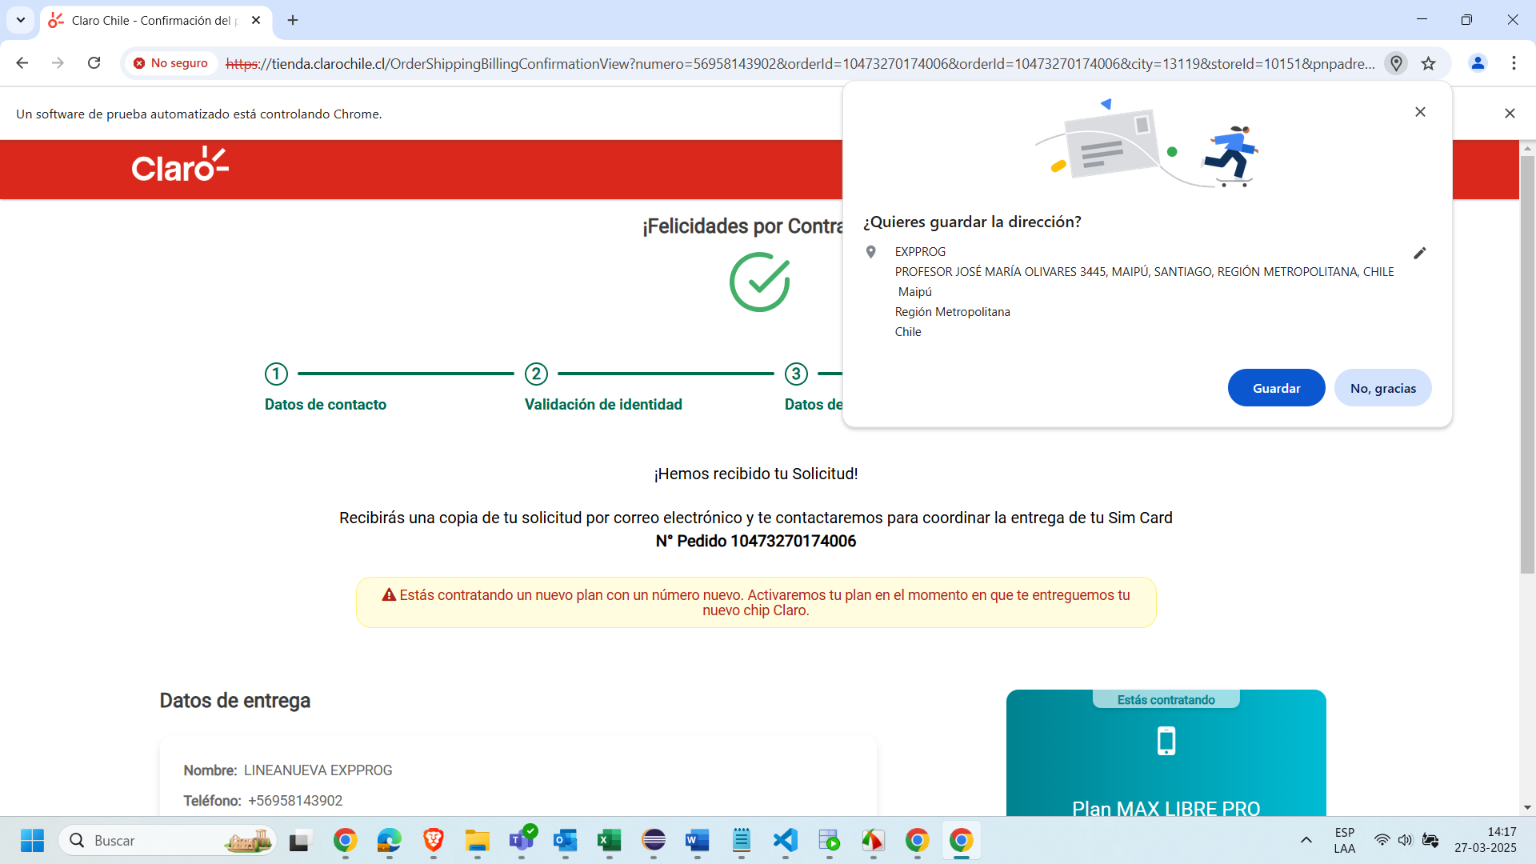 Claro Chile - Confirmación del p
No seguro
https://tienda.clarochile.cl/OrderShippingBillingConfirmationView?numero=56958143902&orderId=10473270174006&orderId=10473270174006&city=13119&storeId=10151&pnpadre...
Un software de prueba automatizado está controlando Chrome.
Claro
¡Felicidades por Contra
¿Quieres guardar la dirección?
EXPPROG
PROFESOR JOSÉ MARÍA OLIVARES 3445, MAIPÚ, SANTIAGO, REGIÓN METROPOLITANA, CHILE
Maipú
Región Metropolitana
Chile
Guardar
No, gracias
1
2
3
Datos de contacto
Validación de identidad
Datos de
¡Hemos recibido tu Solicitud!
Recibirás una copia de tu solicitud por correo electrónico y te contactaremos para coordinar la entrega de tu Sim Card
N° Pedido 10473270174006
Estás contratando un nuevo plan con un número nuevo. Activaremos tu plan en el momento en que te entreguemos tu
nuevo chip Claro.
Datos de entrega
Nombre: LINEANUEVA EXPPROG
Teléfono: +56958143902
Estás contratando
Plan MAX LIBRE PRO
Buscar
ESP
LAA
14:17
27-03-2025